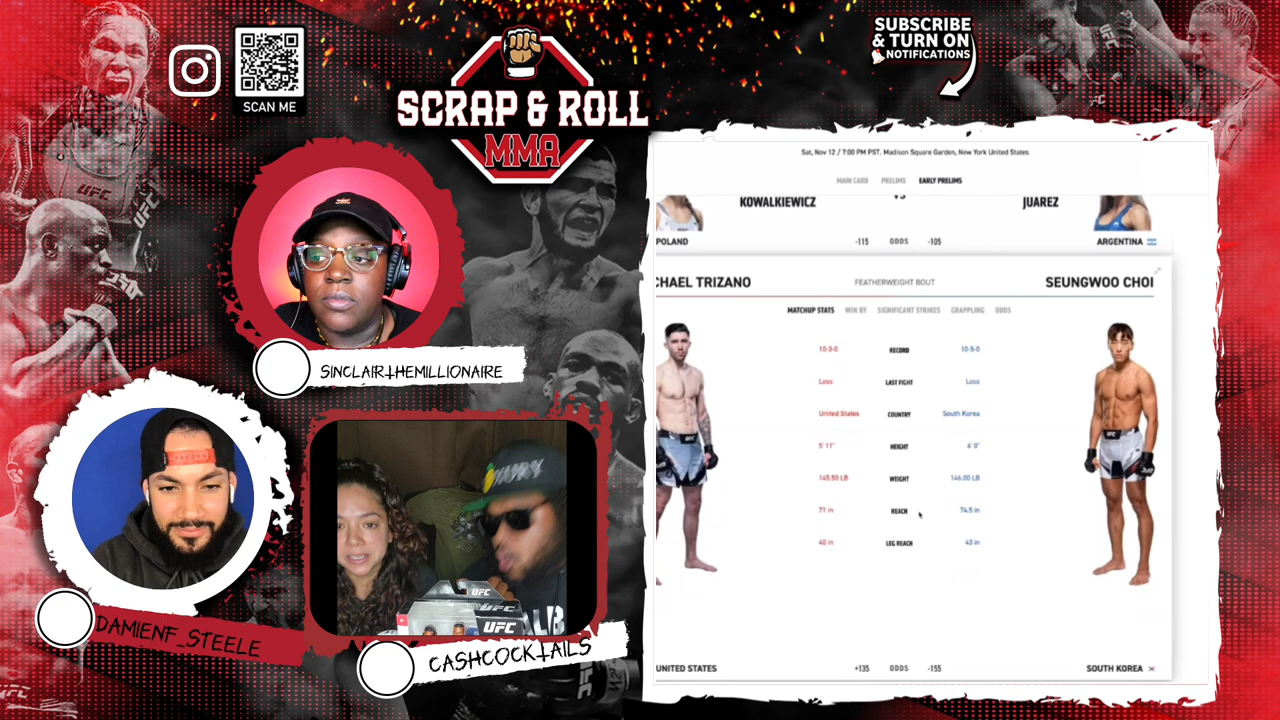 SCAN ME
SCRAP & ROLL
MMA
SUBSCRIBE
& TURN ON
NOTIFICATIONS
SINCLAIRTHEMILLIONAIRE
DAMIENF_STEELE
CASHCOCKTAILS
UFC
UFC
UFC
Sat, Nov 12 / 7:00 PM PST. Madison Square Garden, New York United States
MAIN CARD PRELIMS EARLY PRELIMS
KOWALKIEWICZ VS JUAREZ
POLAND -115 ODDS -105 ARGENTINA
CHAEL TRIZANO FEATHERWEIGHT BOUT SEUNGWOO CHOI
MATCHUP STATS WIN BY SIGNIFICANT STRIKES GRAPPLING ODDS
10-3-0 RECORD 10-5-0
Loss LAST FIGHT Loss
United States COUNTRY South Korea
5' 11" HEIGHT 6' 0"
145.50 LB WEIGHT 146.00 LB
71 in REACH 74.5 in
40 in LEG REACH 43 in
UNITED STATES +135 ODDS -155 SOUTH KOREA